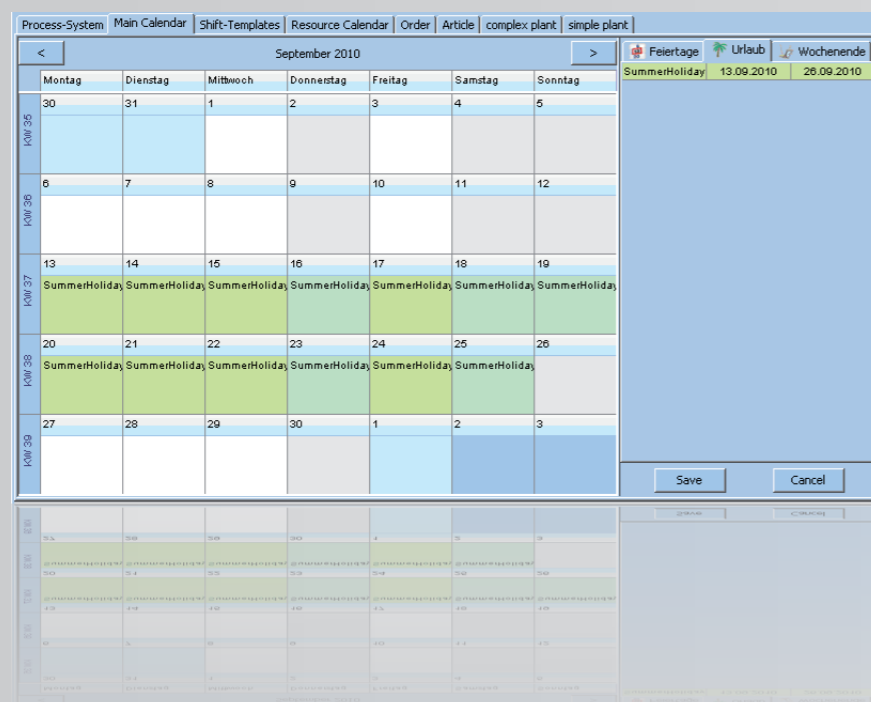 Process-System Main Calendar Shift-Templates Resource Calendar Order Article complex plant simple plant
< September 2010 >
Feiertage Urlaub Wochenende
Montag Dienstag Mittwoch Donnerstag Freitag Samstag Sonntag
SummerHoliday 13.09.2010 26.09.2010
KW 35
30 31 1 2 3 4 5
KW 36
6 7 8 9 10 11 12
KW 37
13 14 15 16 17 18 19
SummerHoliday SummerHoliday SummerHoliday SummerHoliday SummerHoliday SummerHoliday SummerHoliday
KW 38
20 21 22 23 24 25 26
SummerHoliday SummerHoliday SummerHoliday SummerHoliday SummerHoliday SummerHoliday
KW 39
27 28 29 30 1 2 3
Save Cancel